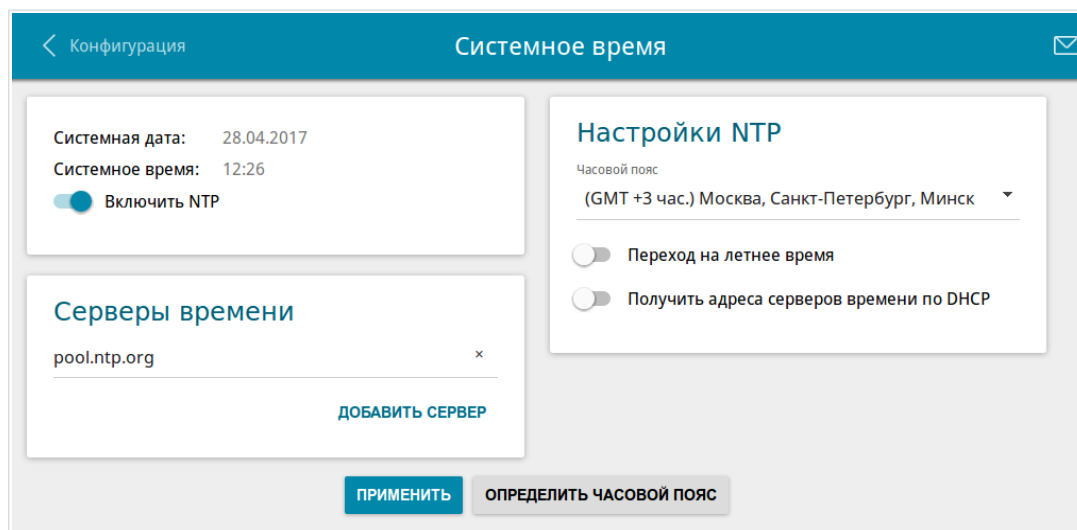 Конфигурация
Системное время
Системная дата: 28.04.2017
Системное время: 12:26
Включить NTP
Серверы времени
pool.ntp.org ×
ДОБАВИТЬ СЕРВЕР
Настройки NTP
Часовой пояс
(GMT +3 час.) Москва, Санкт-Петербург, Минск
Переход на летнее время
Получить адреса серверов времени по DHCP
ПРИМЕНИТЬ
ОПРЕДЕЛИТЬ ЧАСОВОЙ ПОЯС